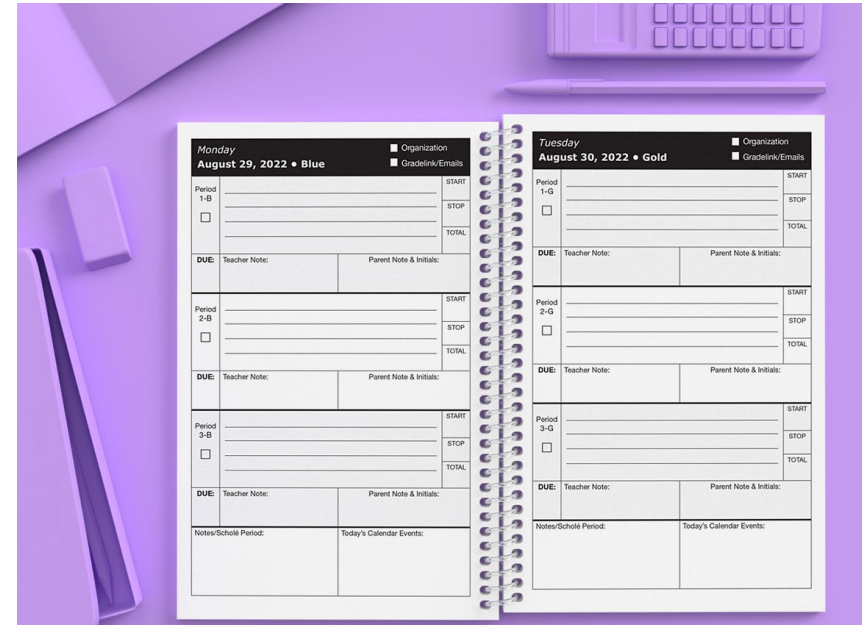 Monday
August 29, 2022 • Blue
Organization
Gradelink/Emails
Period
1-B
START
STOP
TOTAL
DUE:
Teacher Note:
Parent Note & Initials:
Period
2-B
START
STOP
TOTAL
DUE:
Teacher Note:
Parent Note & Initials:
Period
3-B
START
STOP
TOTAL
DUE:
Teacher Note:
Parent Note & Initials:
Notes/Scholé Period:
Today's Calendar Events:
Tuesday
August 30, 2022 • Gold
Organization
Gradelink/Emails
Period
1-G
START
STOP
TOTAL
DUE:
Teacher Note:
Parent Note & Initials:
Period
2-G
START
STOP
TOTAL
DUE:
Teacher Note:
Parent Note & Initials:
Period
3-G
START
STOP
TOTAL
DUE:
Teacher Note:
Parent Note & Initials:
Notes/Scholé Period:
Today's Calendar Events: